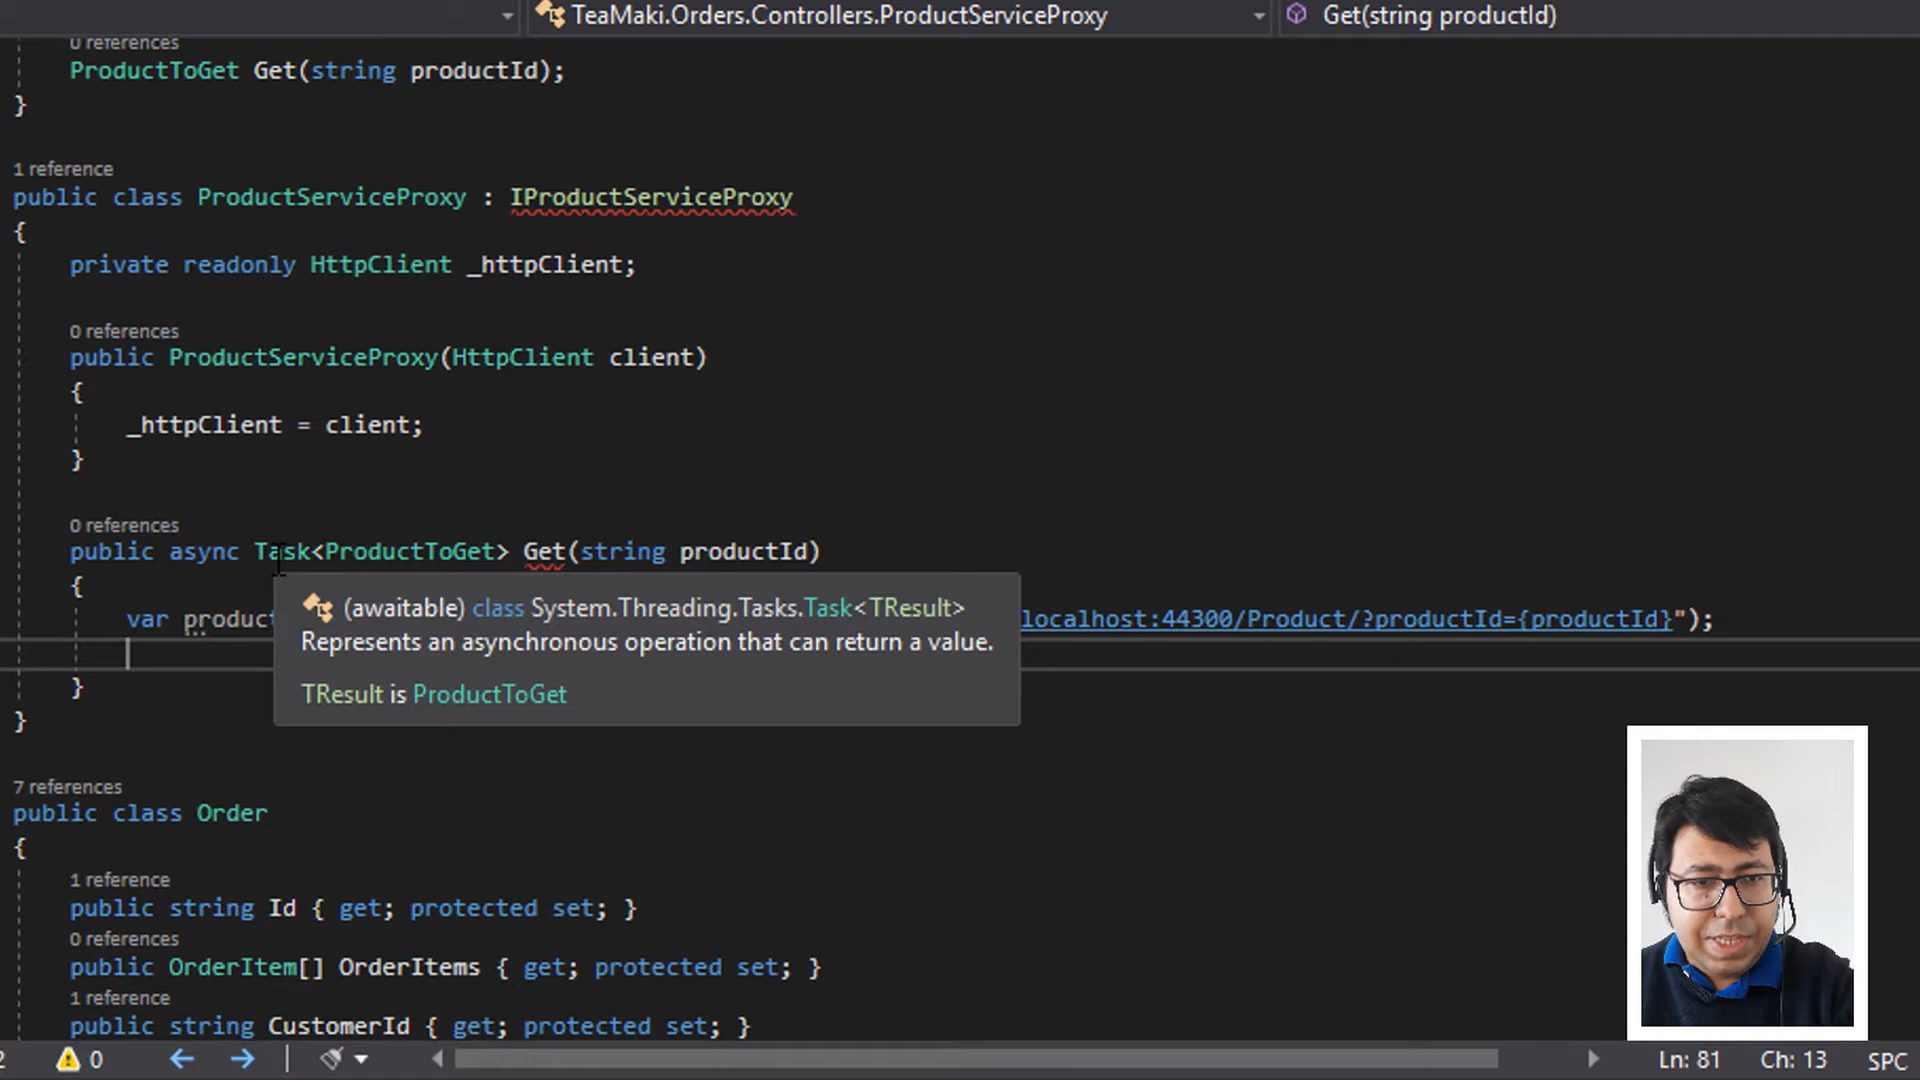 TeaMaki.Orders.Controllers.ProductServiceProxy Get(string productId)
0 references
ProductToGet Get(string productId);
}
1 reference
public class ProductServiceProxy : IProductServiceProxy
{
private readonly HttpClient _httpClient;
0 references
public ProductServiceProxy(HttpClient client)
{
_httpClient = client;
}
0 references
public async Task<ProductToGet> Get(string productId)
{
(awaitable) class System.Threading.Tasks.Task<TResult>
var product localhost:44300/Product/?productId={productId}");
Represents an asynchronous operation that can return a value.
TResult is ProductToGet
}
}
7 references
public class Order
{
1 reference
public string Id { get; protected set; }
0 references
public OrderItem[] OrderItems { get; protected set; }
1 reference
public string CustomerId { get; protected set; }
0 Ln: 81 Ch: 13 SPC